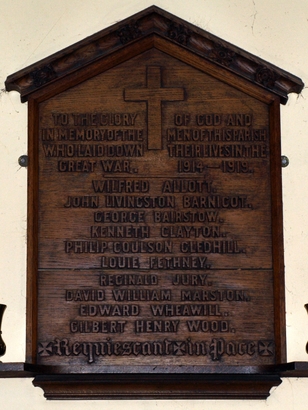 TO THE GLORY OF GOD AND
IN MEMORY OF THE MEN OF THIS PARISH
WHO LAID DOWN THEIR LIVES IN THE
GREAT WAR. 1914-1919.
WILFRED ALLOTT.
JOHN LIVINGSTON BARNICOT.
GEORGE BAIRSTOW.
KENNETH CLAYTON.
PHILIP COULSON GLEDHILL.
LOUIE FETHNEY.
REGINALD JURY.
DAVID WILLIAM MARSTON.
EDWARD WHEAWILL.
GILBERT HENRY WOOD.
Requiescant in Pace